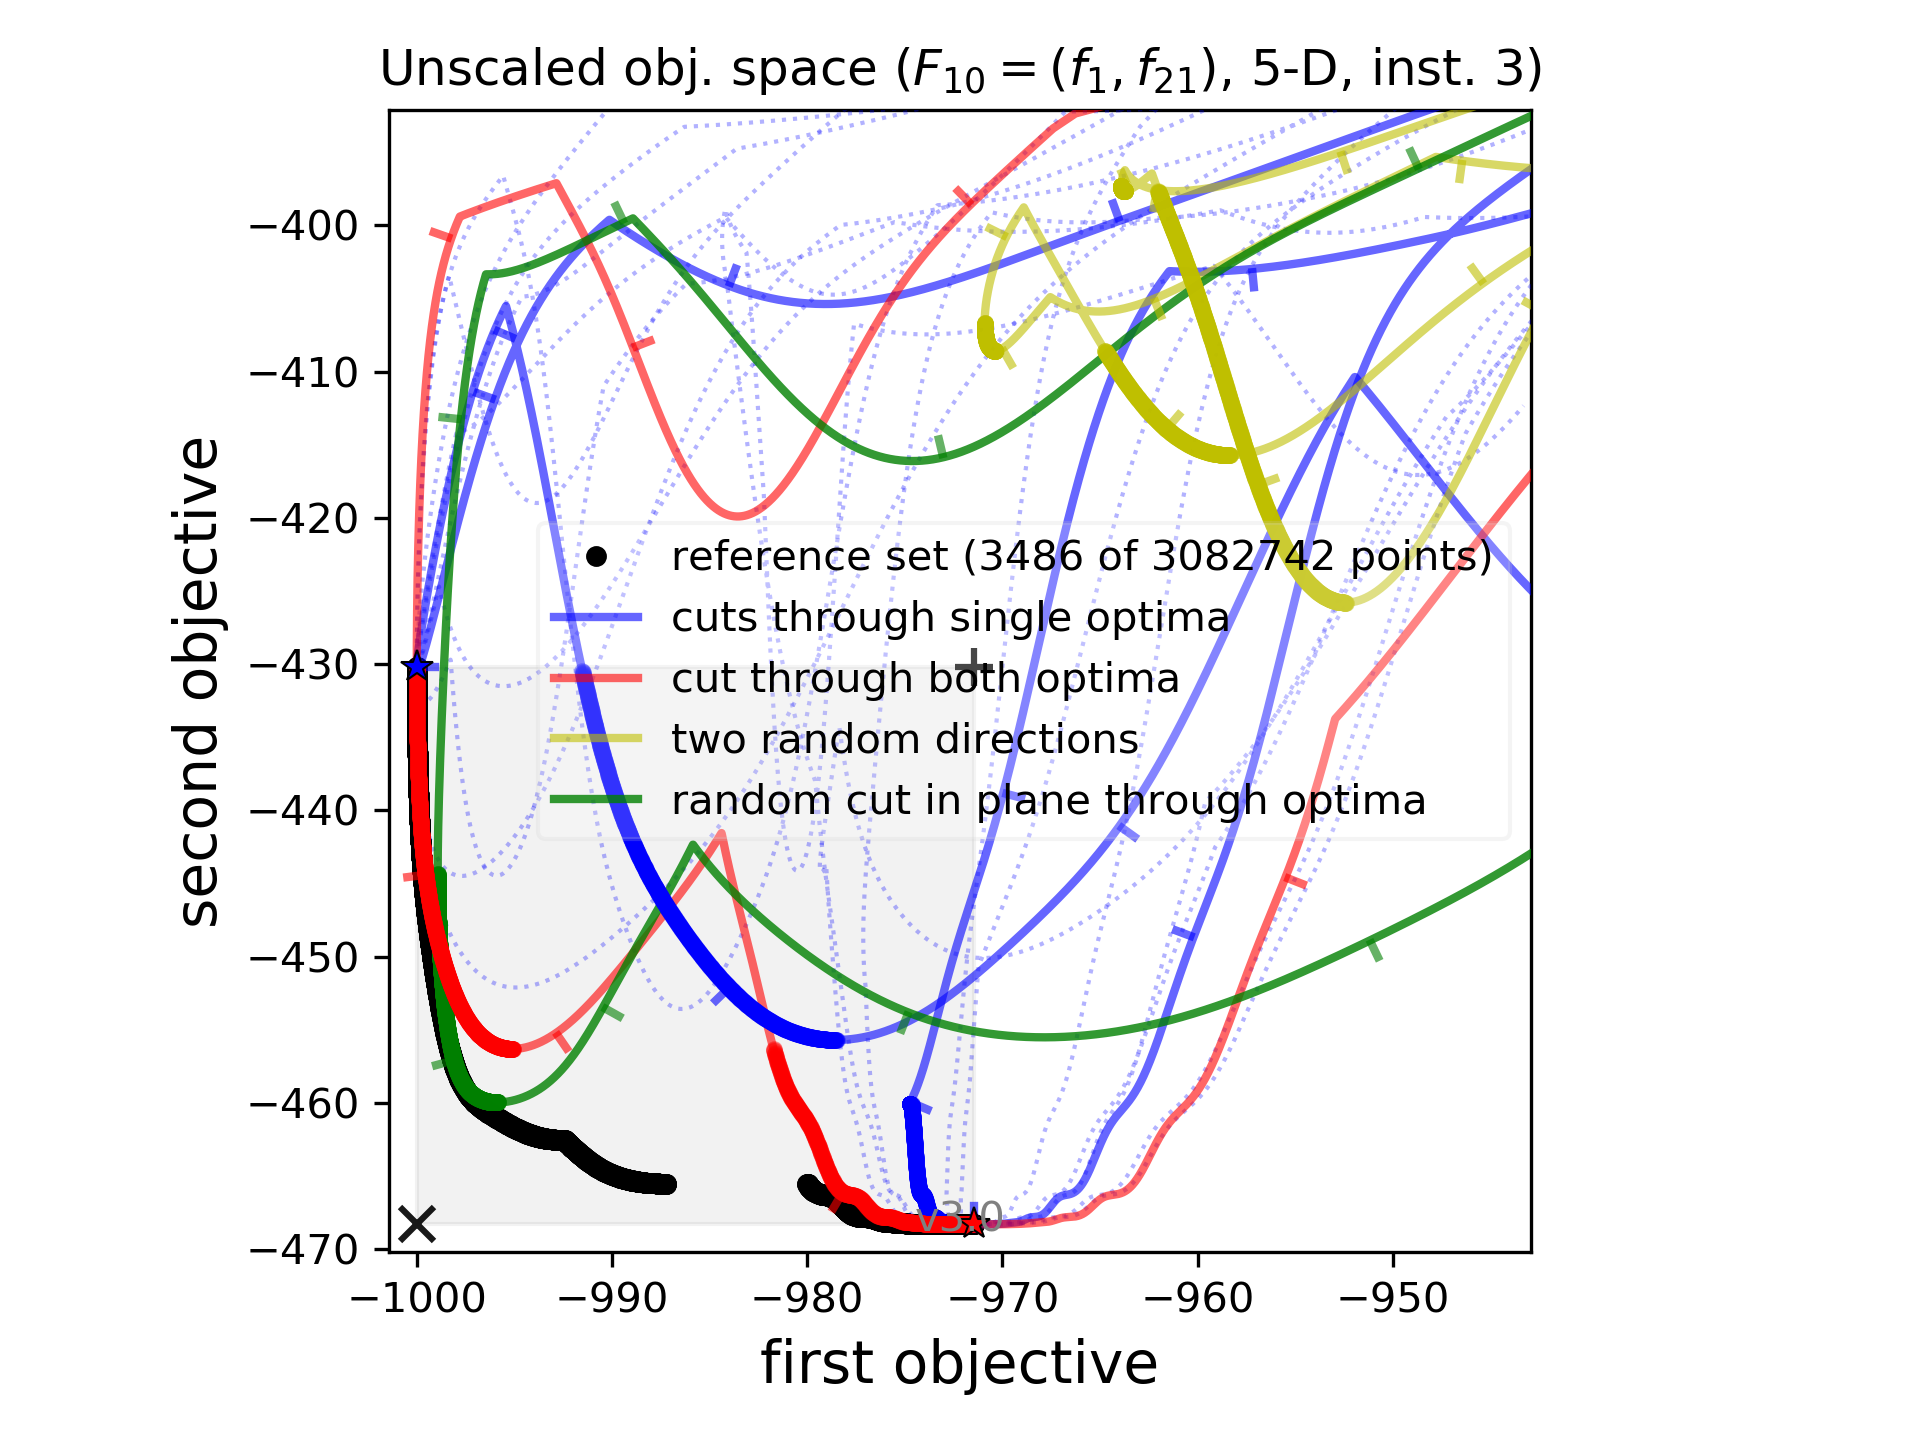 Unscaled obj. space (F₁₀ = (f₁, f₂₁), 5-D, inst. 3)
second objective
−400
−410
−420
−430
−440
−450
−460
−470
reference set (3486 of 3082742 points)
cuts through single optima
cut through both optima
two random directions
random cut in plane through optima
v3.0
−1000
−990
−980
−970
−960
−950
first objective